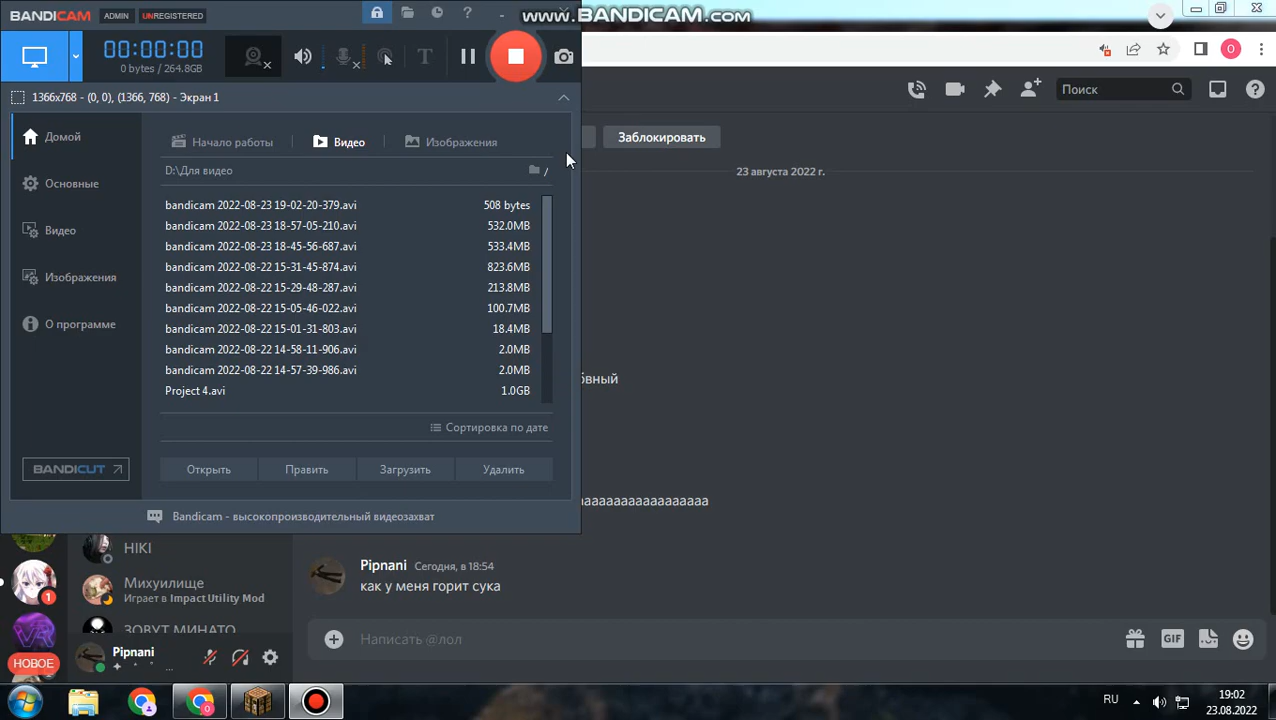 BANDICAM ADMIN UNREGISTERED
www.BANDICAM.com
00:00:00
0 bytes / 264.8GB
1366x768 - (0, 0), (1366, 768) - Экран 1
Домой
Основные
Видео
Изображения
О программе
BANDICUT
Начало работы
Видео
Изображения
D:\Для видео
bandicam 2022-08-23 19-02-20-379.avi 508 bytes
bandicam 2022-08-23 18-57-05-210.avi 532.0MB
bandicam 2022-08-23 18-45-56-687.avi 533.4MB
bandicam 2022-08-22 15-31-45-874.avi 823.6MB
bandicam 2022-08-22 15-29-48-287.avi 213.8MB
bandicam 2022-08-22 15-05-46-022.avi 100.7MB
bandicam 2022-08-22 15-01-31-803.avi 18.4MB
bandicam 2022-08-22 14-58-11-906.avi 2.0MB
bandicam 2022-08-22 14-57-39-986.avi 2.0MB
Project 4.avi 1.0GB
Сортировка по дате
Открыть
Править
Загрузить
Удалить
Bandicam - высокопроизводительный видеозахват
О
Поиск
Заблокировать
23 августа 2022 г.
бвный
ааааааааааааааааа
Pipnani Сегодня, в 18:54
как у меня горит сука
Написать @лол
GIF
HIKI
Михуилище
Играет в Impact Utility Mod
ЗОВУТ МИНАТО
1
VR
НОВОЕ
Pipnani
RU
19:02
23.08.2022